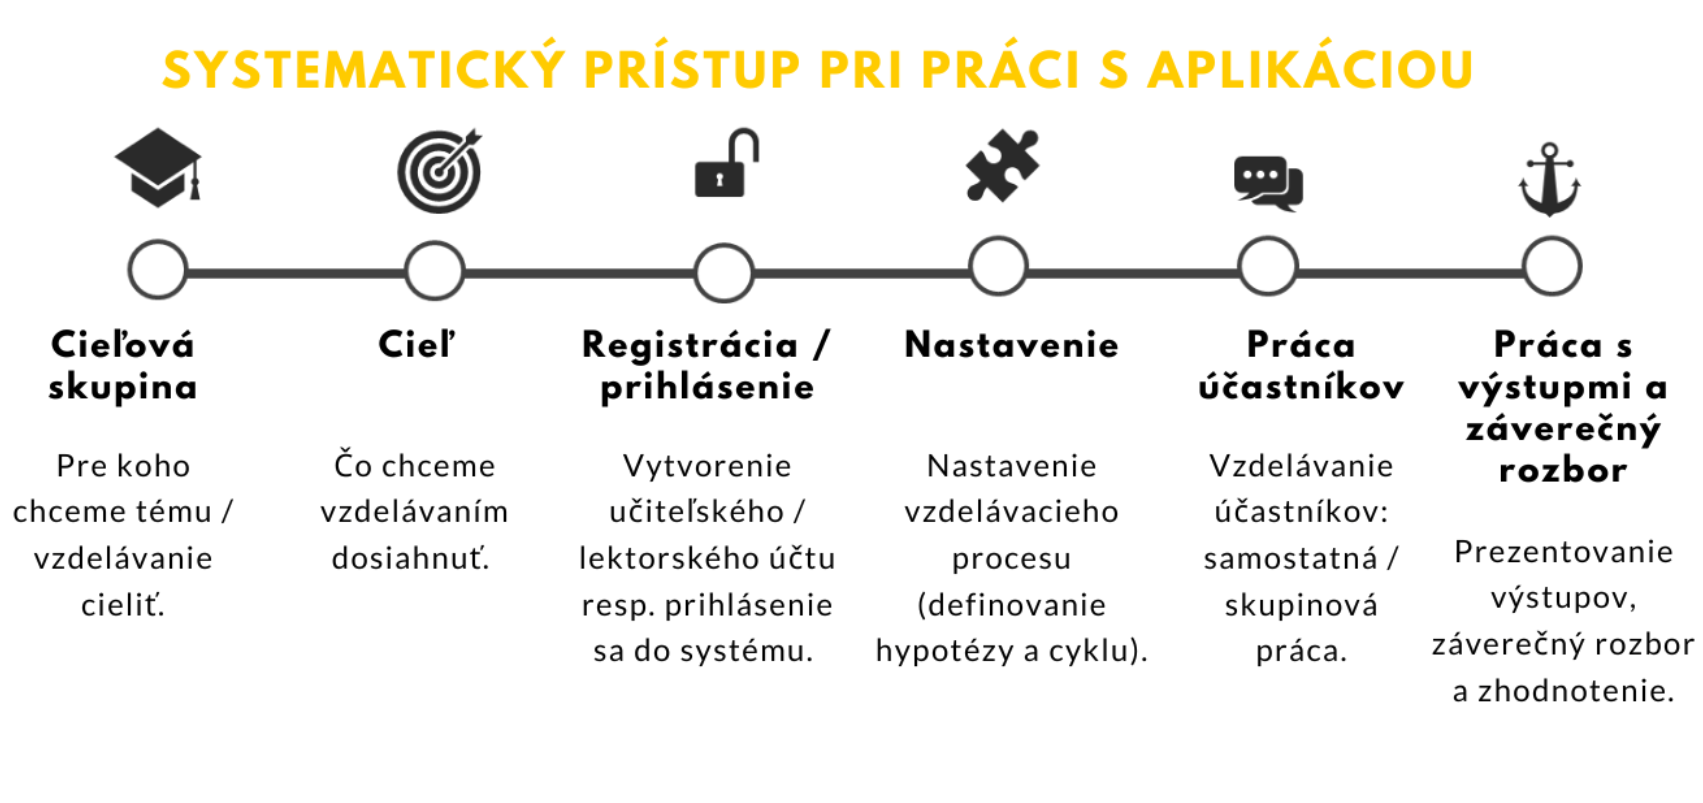 SYSTEMATICKÝ PRÍSTUP PRI PRÁCI S APLIKÁCIOU
Cieľová
skupina
Pre koho
chceme tému /
vzdelávanie
cieliť.
Cieľ
Čo chceme
vzdelávaním
dosiahnuť.
Registrácia /
prihlásenie
Vytvorenie
učiteľského /
lektorského účtu
resp. prihlásenie
sa do systému.
Nastavenie
Nastavenie
vzdelávacieho
procesu
(definovanie
hypotézy a cyklu).
Práca
účastníkov
Vzdelávanie
účastníkov:
samostatná /
skupinová
práca.
Práca s
výstupmi a
záverečný
rozbor
Prezentovanie
výstupov,
záverečný rozbor
a zhodnotenie.